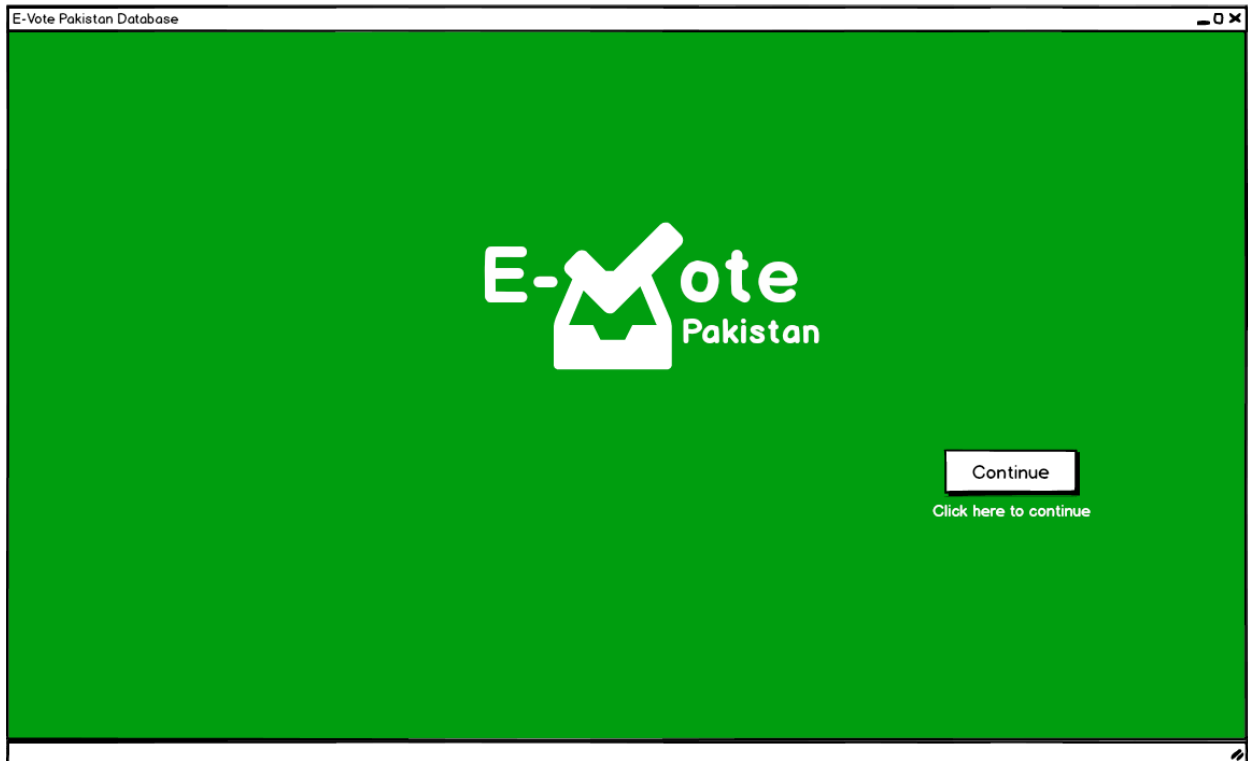 E-Vote Pakistan Database
E-Vote
Pakistan
Continue
Click here to continue